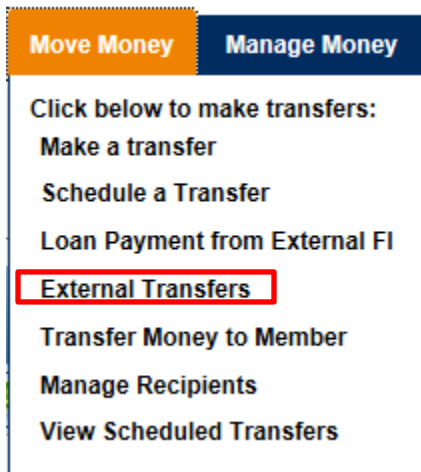 Move Money Manage Money
Click below to make transfers:
Make a transfer
Schedule a Transfer
Loan Payment from External FI
External Transfers
Transfer Money to Member
Manage Recipients
View Scheduled Transfers